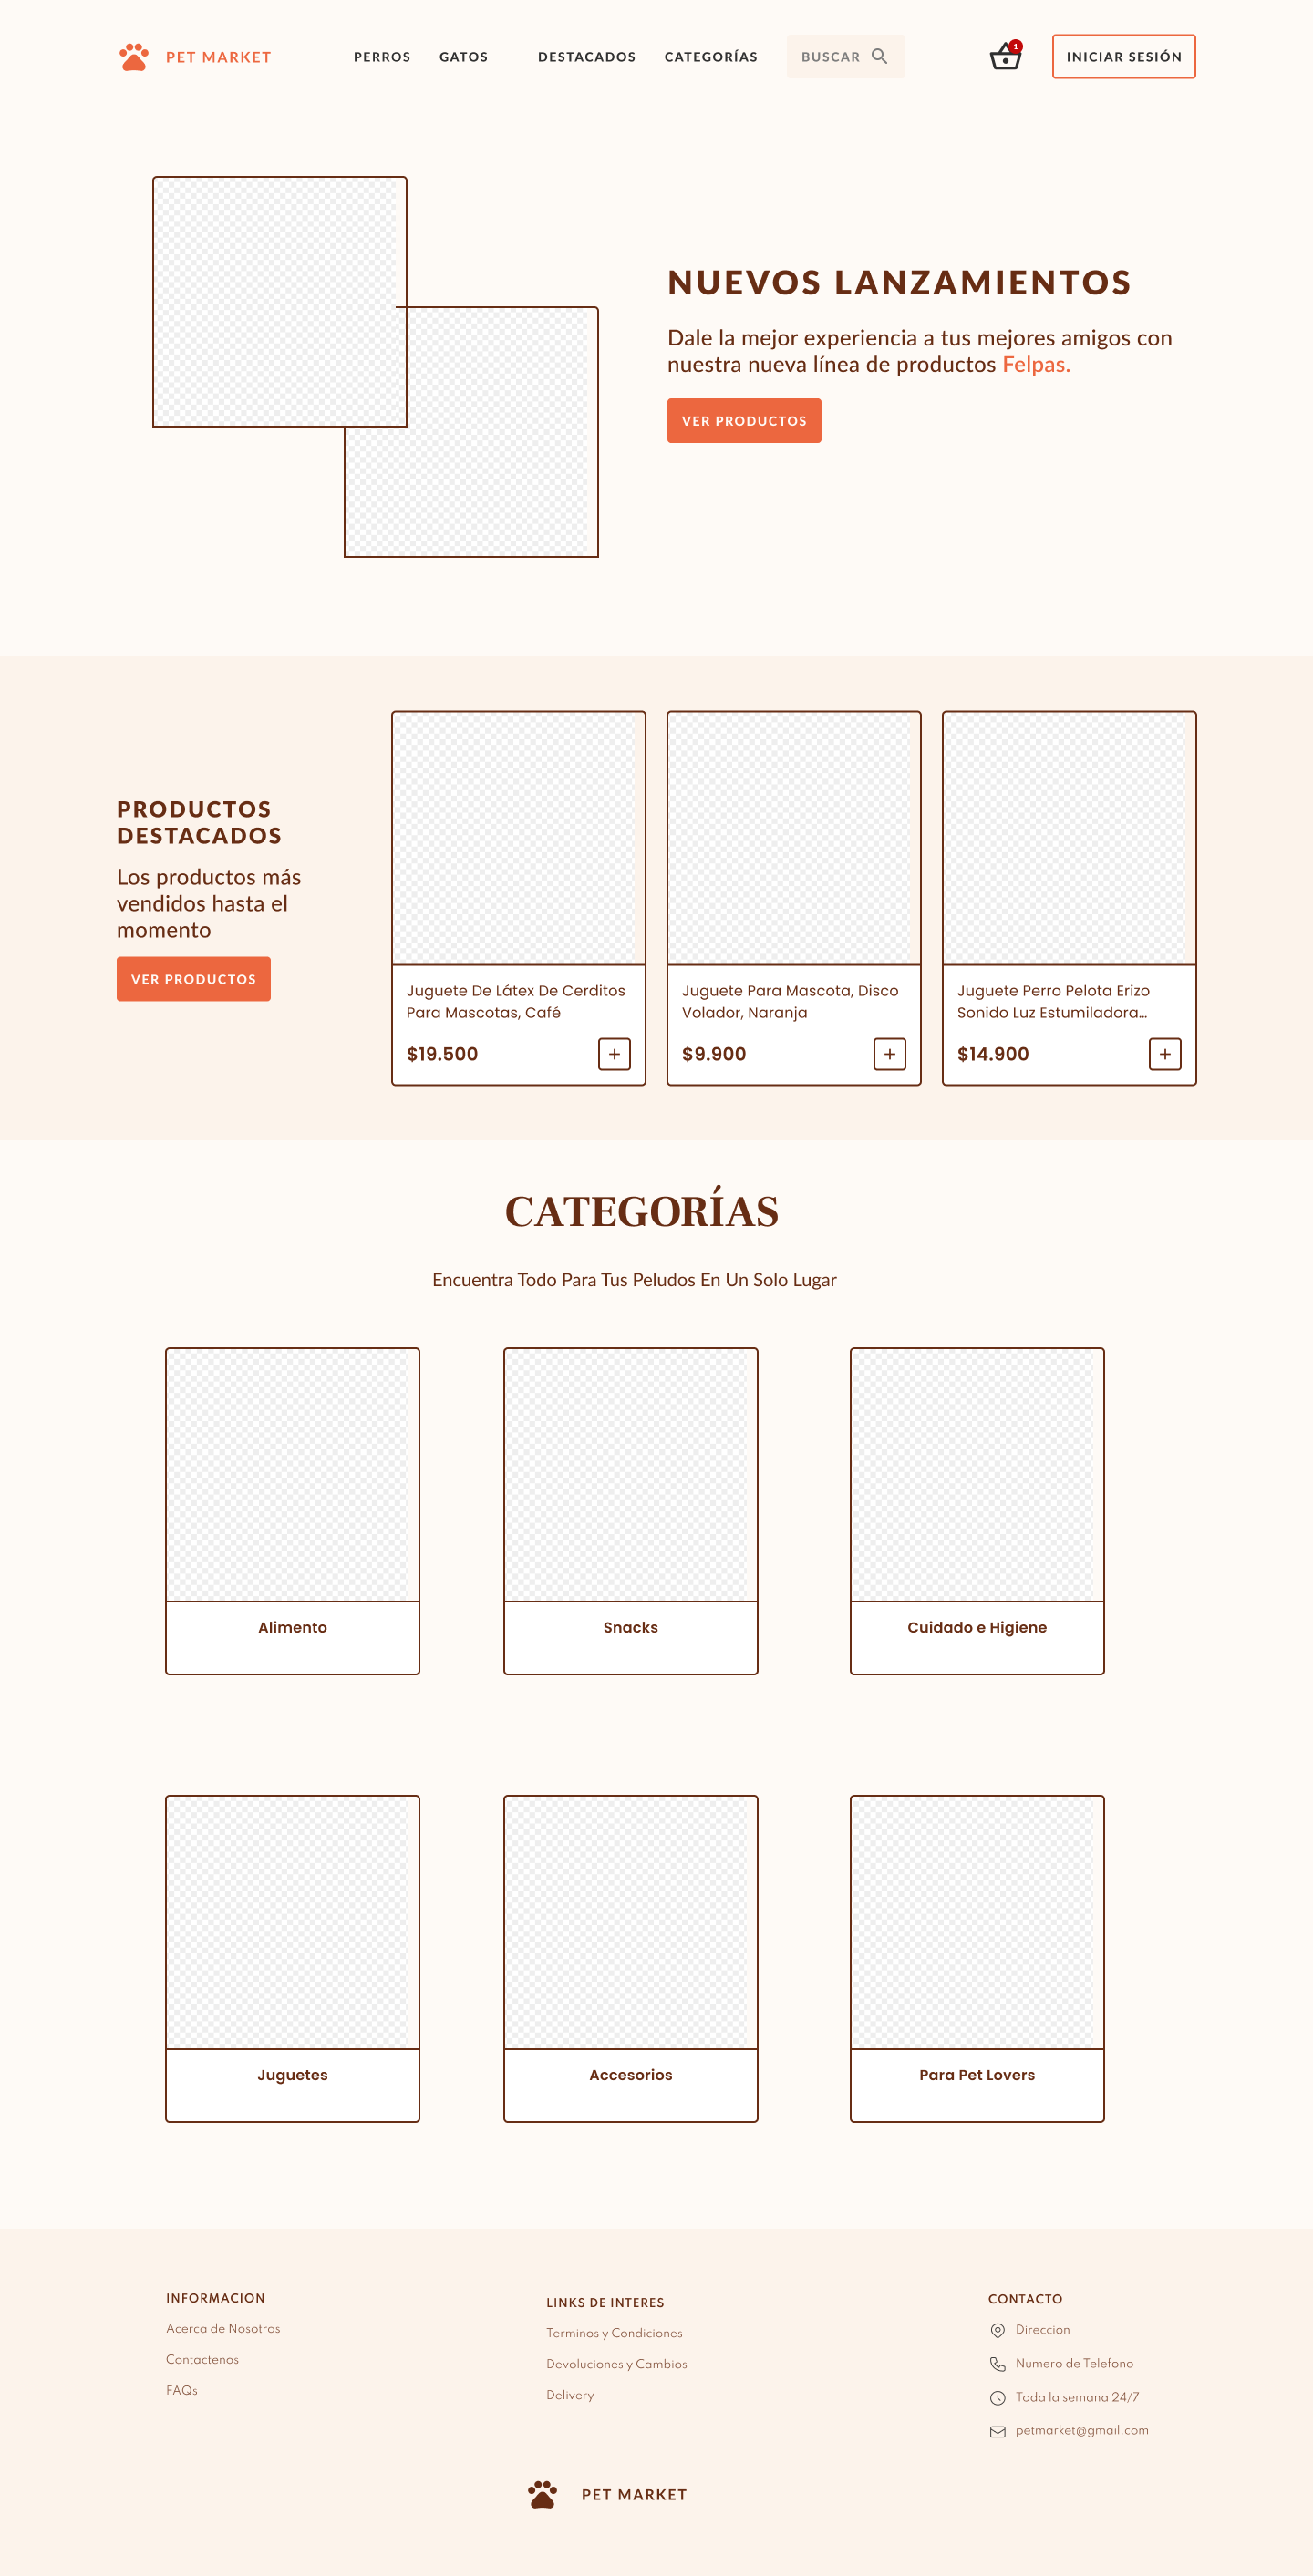 PET MARKET
PERROS
GATOS
DESTACADOS
CATEGORÍAS
BUSCAR
1
INICIAR SESIÓN
NUEVOS LANZAMIENTOS
Dale la mejor experiencia a tus mejores amigos con
nuestra nueva línea de productos Felpas.
VER PRODUCTOS
PRODUCTOS
DESTACADOS
Los productos más
vendidos hasta el
momento
VER PRODUCTOS
Juguete De Látex De Cerditos
Para Mascotas, Café
$19.500
+
Juguete Para Mascota, Disco
Volador, Naranja
$9.900
+
Juguete Perro Pelota Erizo
Sonido Luz Estumiladora...
$14.900
+
CATEGORÍAS
Encuentra Todo Para Tus Peludos En Un Solo Lugar
Alimento
Snacks
Cuidado e Higiene
Juguetes
Accesorios
Para Pet Lovers
INFORMACION
Acerca de Nosotros
Contactenos
FAQs
LINKS DE INTERES
Terminos y Condiciones
Devoluciones y Cambios
Delivery
CONTACTO
Direccion
Numero de Telefono
Toda la semana 24/7
petmarket@gmail.com
PET MARKET